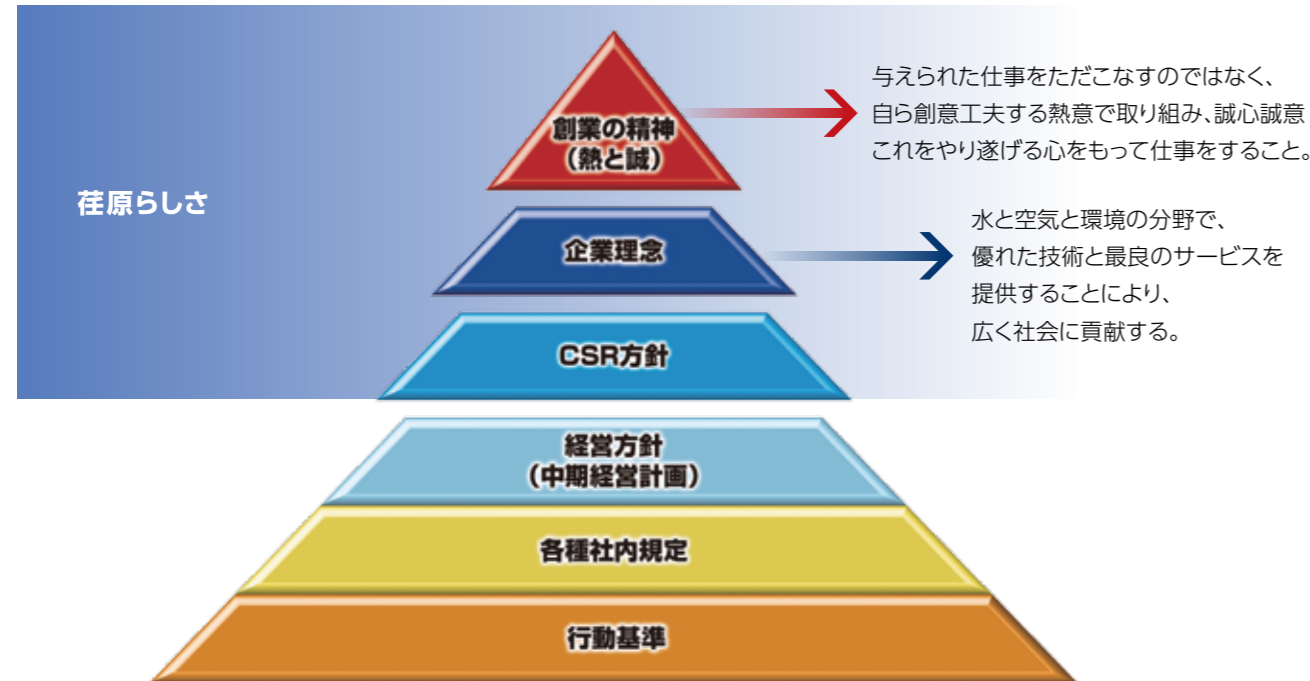 創業の精神
(熱と誠)
与えられた仕事をただこなすのではなく、
自ら創意工夫する熱意で取り組み、誠心誠意
これをやり遂げる心をもって仕事をすること。
荏原らしさ
企業理念
水と空気と環境の分野で、
優れた技術と最良のサービスを
提供することにより、
広く社会に貢献する。
CSR方針
経営方針
(中期経営計画)
各種社内規定
行動基準